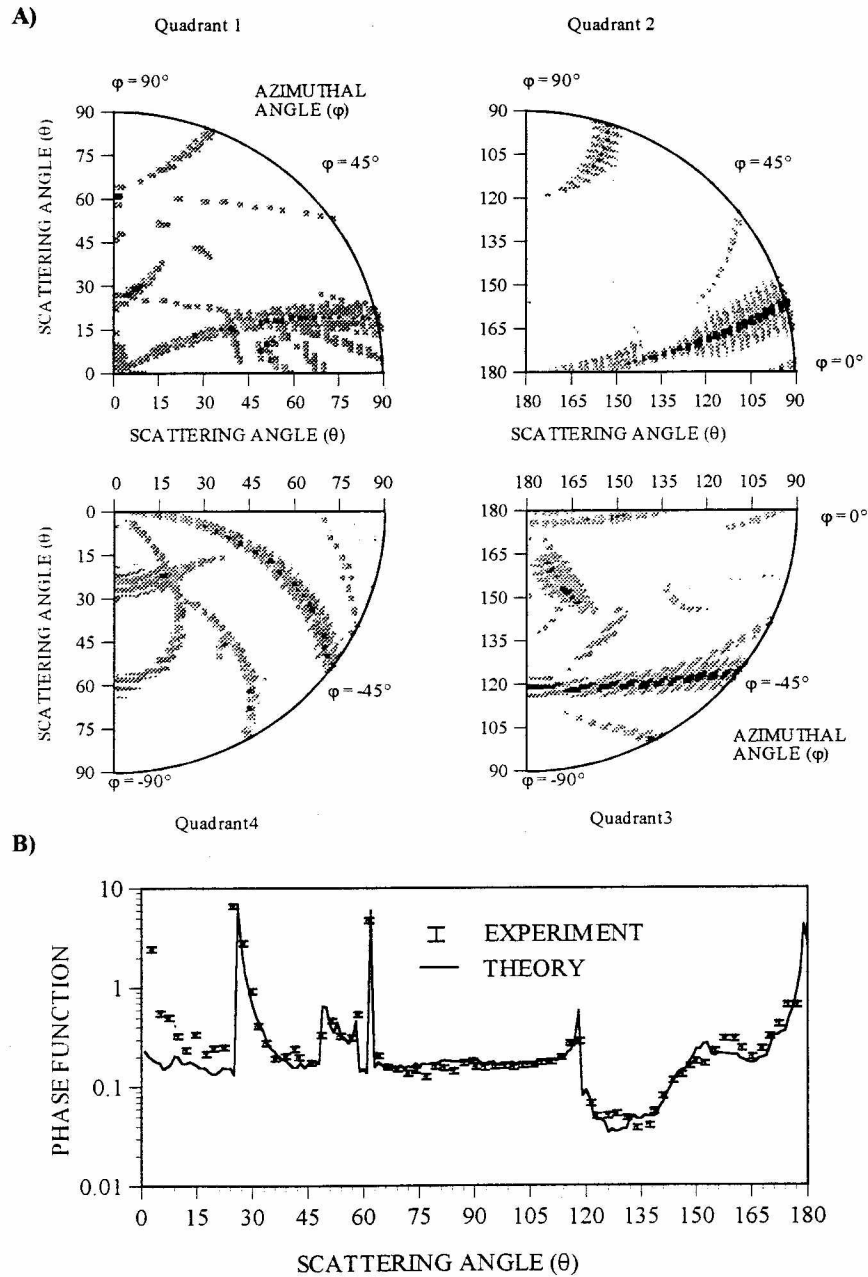 A)
Quadrant 1
Quadrant 2
φ = 90°
AZIMUTHAL
ANGLE (φ)
φ = 90°
90
75
60
45
30
15
0
SCATTERING ANGLE (θ)
φ = 45°
0 15 30 45 60 75 90
SCATTERING ANGLE (θ)
90
105
120
135
150
165
180
φ = 45°
φ = 0°
180 165 150 135 120 105 90
SCATTERING ANGLE (θ)
0 15 30 45 60 75 90
0
15
30
45
60
75
90
SCATTERING ANGLE (θ)
φ = -45°
φ = -90°
Quadrant4
180 165 150 135 120 105 90
φ = 0°
180
165
150
135
120
105
90
φ = -45°
AZIMUTHAL
ANGLE (φ)
φ = -90°
Quadrant3
B)
10
1
0.1
0.01
PHASE FUNCTION
EXPERIMENT
THEORY
0 15 30 45 60 75 90 105 120 135 150 165 180
SCATTERING ANGLE (θ)